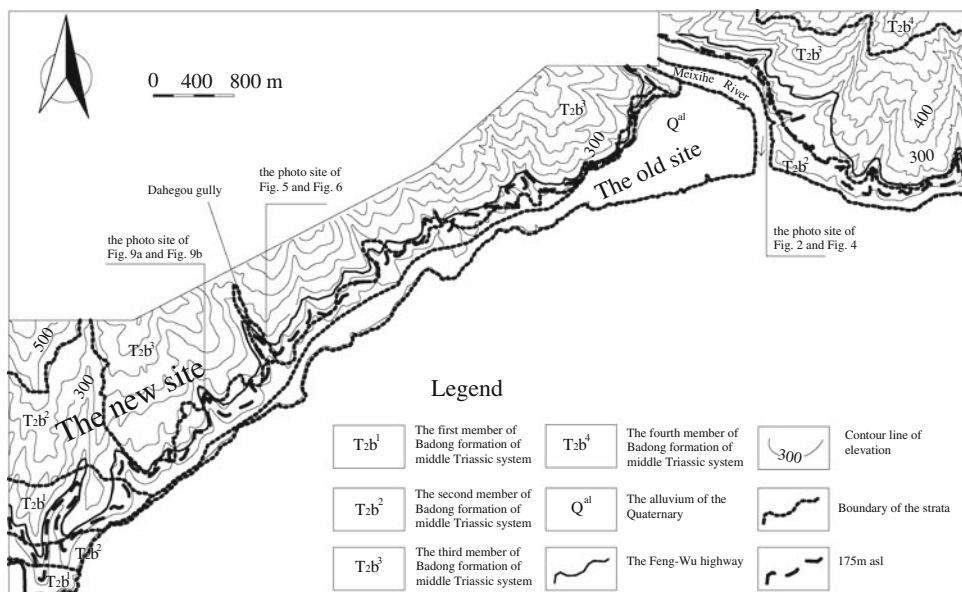 0 400 800 m
T2b4
T2b3
Meixihe River
400
300
Qal
T2b3
300
The old site
T2b2
the photo site of
Fig. 5 and Fig. 6
Dahegou gully
the photo site of
Fig. 9a and Fig. 9b
the photo site of
Fig. 2 and Fig. 4
500
T2b3
300
The new site
T2b2
T2b1
T2b2
T2b1
Legend
T2b1
The first member of
Badong formation of
middle Triassic system
T2b4
The fourth member of
Badong formation of
middle Triassic system
300
Contour line of
elevation
T2b2
The second member of
Badong formation of
middle Triassic system
Qal
The alluvium of the
Quaternary
Boundary of the strata
T2b3
The third member of
Badong formation of
middle Triassic system
The Feng-Wu highway
175m asl